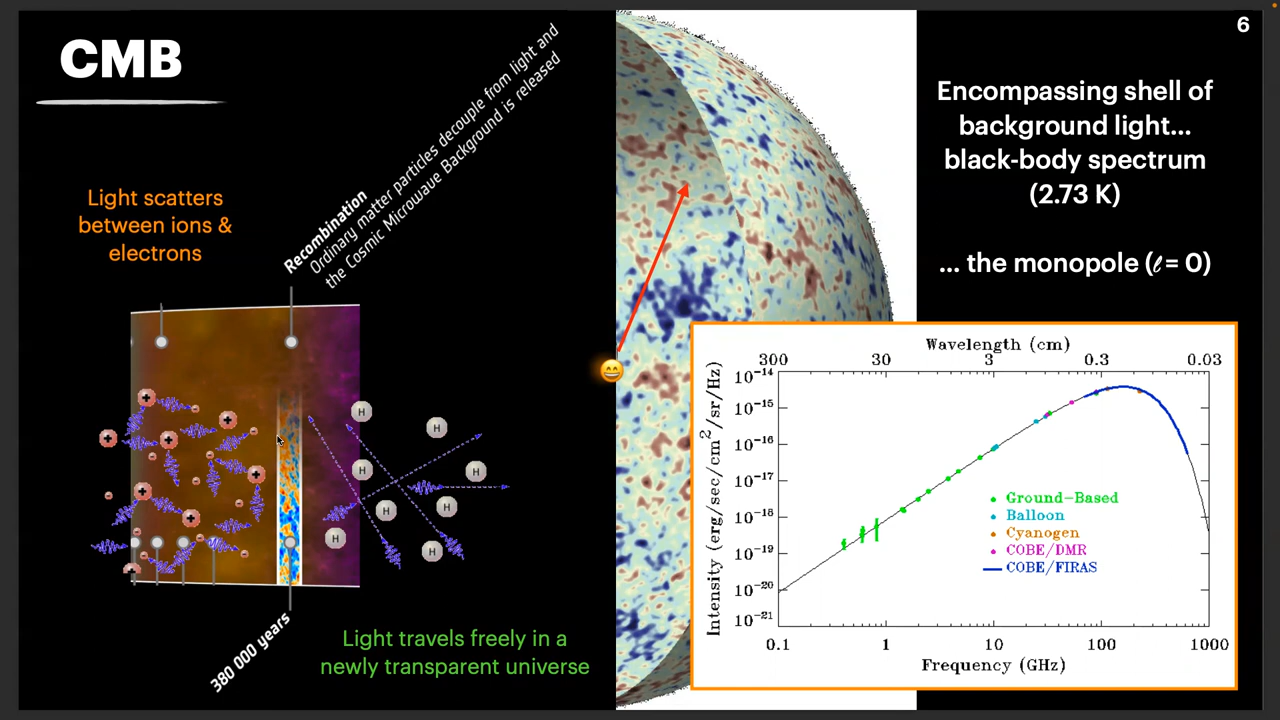 6
CMB
Light scatters
between ions &
electrons
Recombination
Ordinary matter particles decouple from light and
the Cosmic Microwave Background is released
+
+
+
+
+
+
+
+
H
H
H
H
H
H
H
H
380 000 years
Light travels freely in a
newly transparent universe
Encompassing shell of
background light...
black-body spectrum
(2.73 K)
... the monopole (ℓ = 0)
Wavelength (cm)
300 30 3 0.3 0.03
Intensity (erg/sec/cm²/sr/Hz)
10⁻¹⁴
10⁻¹⁵
10⁻¹⁶
10⁻¹⁷
10⁻¹⁸
10⁻¹⁹
10⁻²⁰
10⁻²¹
Ground-Based
Balloon
Cyanogen
COBE/DMR
COBE/FIRAS
0.1 1 10 100 1000
Frequency (GHz)